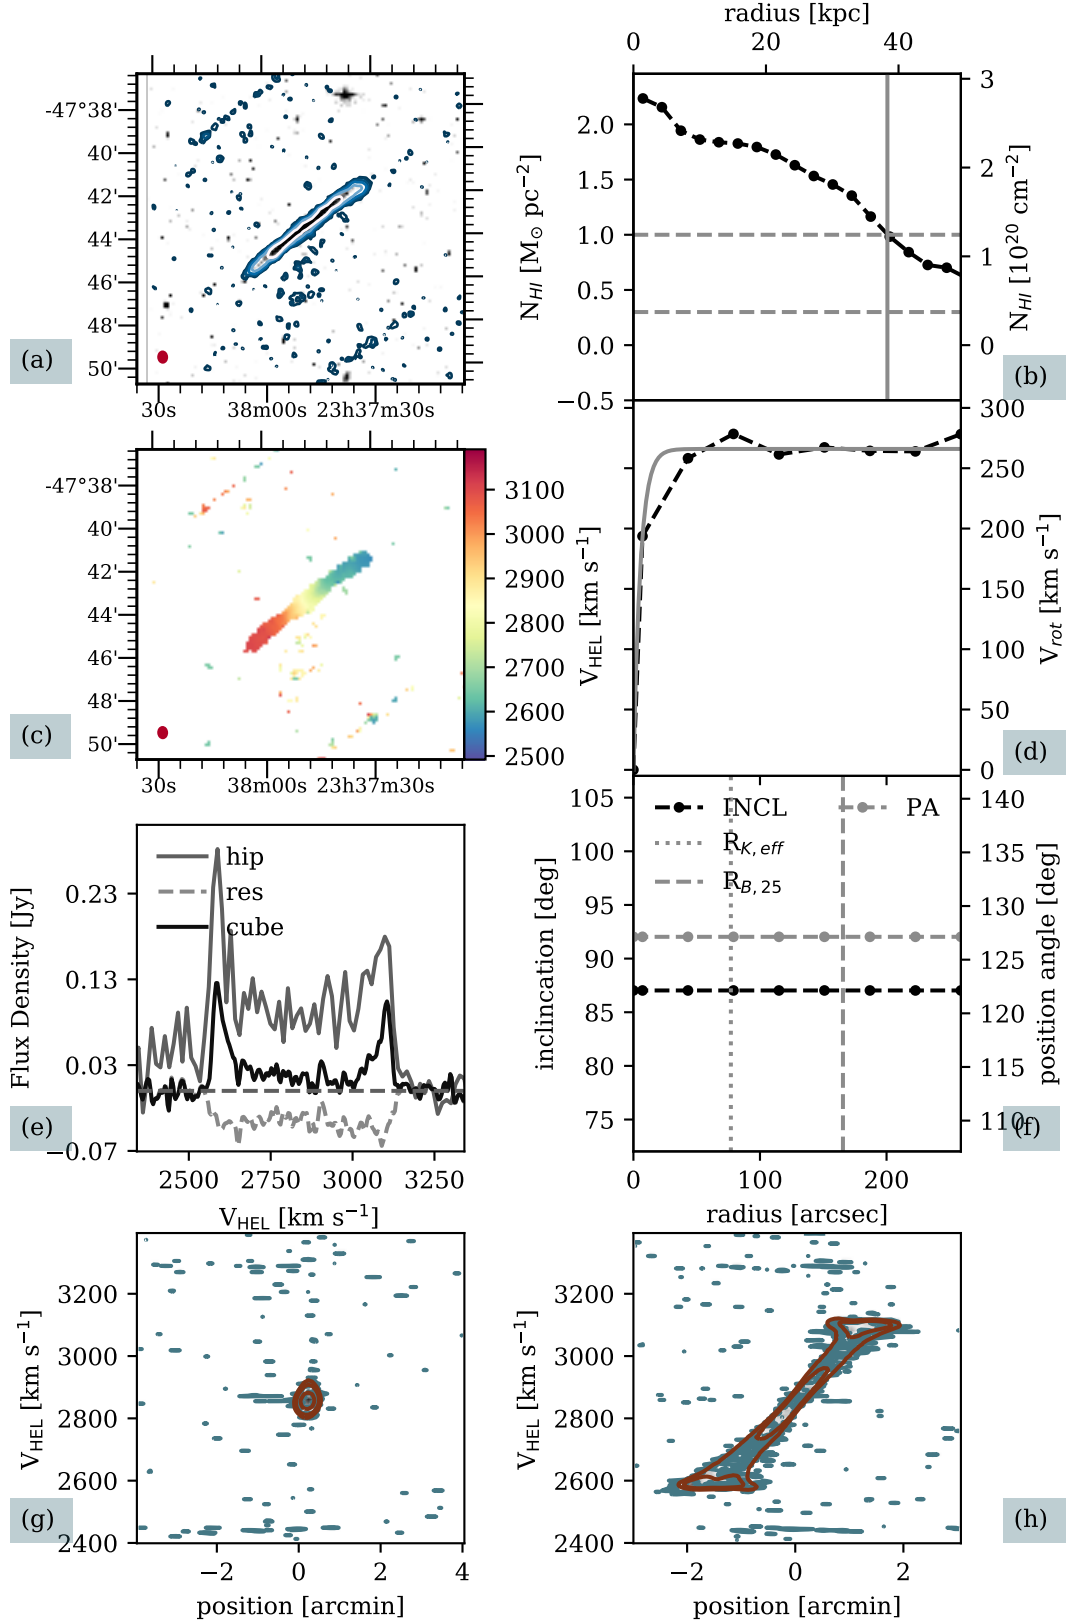 radius [kpc]
0 20 40
-47°38'
40'
42'
44'
46'
48'
50'
30s 38m00s 23h37m30s
(a)
N_HI [M⊙ pc⁻²]
2.0
1.5
1.0
0.5
0.0
−0.5
3
2
1
0
N_HI [10²⁰ cm⁻²]
(b)
-47°38'
40'
42'
44'
46'
48'
50'
30s 38m00s 23h37m30s
(c)
3100
3000
2900
2800
2700
2600
2500
V_HEL [km s⁻¹]
300
250
200
150
100
50
0
V_rot [km s⁻¹]
(d)
Flux Density [Jy]
0.23
0.13
0.03
−0.07
hip
res
cube
(e)
2500 2750 3000 3250
V_HEL [km s⁻¹]
inclincation [deg]
105
100
95
90
85
80
75
INCL
R_K,eff
R_B,25
PA
140
135
130
125
120
115
110
position angle [deg]
(f)
0 100 200
radius [arcsec]
V_HEL [km s⁻¹]
3200
3000
2800
2600
2400
(g)
−2 0 2 4
position [arcmin]
V_HEL [km s⁻¹]
3200
3000
2800
2600
2400
(h)
−2 0 2
position [arcmin]